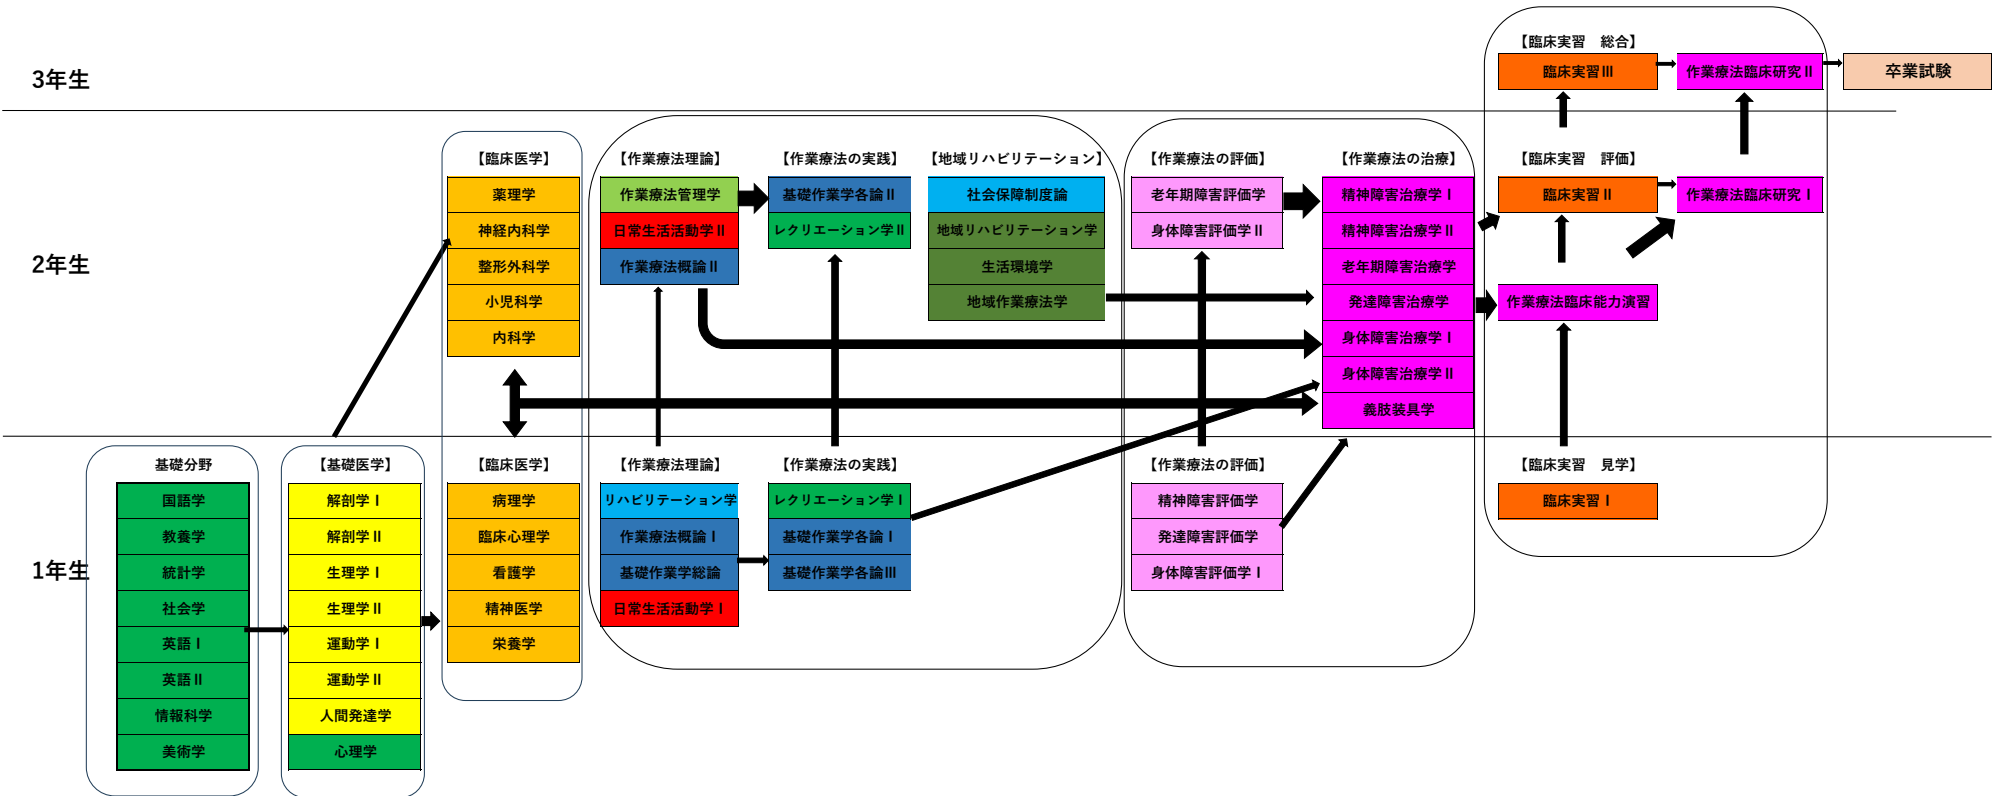 【臨床実習　総合】
3年生
臨床実習Ⅲ
作業療法臨床研究Ⅱ
卒業試験
2年生
【臨床医学】
薬理学
神経内科学
整形外科学
小児科学
内科学
【作業療法理論】
作業療法管理学
日常生活活動学Ⅱ
作業療法概論Ⅱ
【作業療法の実践】
基礎作業学各論Ⅱ
レクリエーション学Ⅱ
【地域リハビリテーション】
社会保障制度論
地域リハビリテーション学
生活環境学
地域作業療法学
【作業療法の評価】
老年期障害評価学
身体障害評価学Ⅱ
【作業療法の治療】
精神障害治療学Ⅰ
精神障害治療学Ⅱ
老年期障害治療学
発達障害治療学
身体障害治療学Ⅰ
身体障害治療学Ⅱ
義肢装具学
【臨床実習　評価】
臨床実習Ⅱ
作業療法臨床研究Ⅰ
作業療法臨床能力演習
1年生
基礎分野
国語学
教養学
統計学
社会学
英語Ⅰ
英語Ⅱ
情報科学
美術学
【基礎医学】
解剖学Ⅰ
解剖学Ⅱ
生理学Ⅰ
生理学Ⅱ
運動学Ⅰ
運動学Ⅱ
人間発達学
心理学
【臨床医学】
病理学
臨床心理学
看護学
精神医学
栄養学
【作業療法理論】
リハビリテーション学
作業療法概論Ⅰ
基礎作業学総論
日常生活活動学Ⅰ
【作業療法の実践】
レクリエーション学Ⅰ
基礎作業学各論Ⅰ
基礎作業学各論Ⅲ
【作業療法の評価】
精神障害評価学
発達障害評価学
身体障害評価学Ⅰ
【臨床実習　見学】
臨床実習Ⅰ